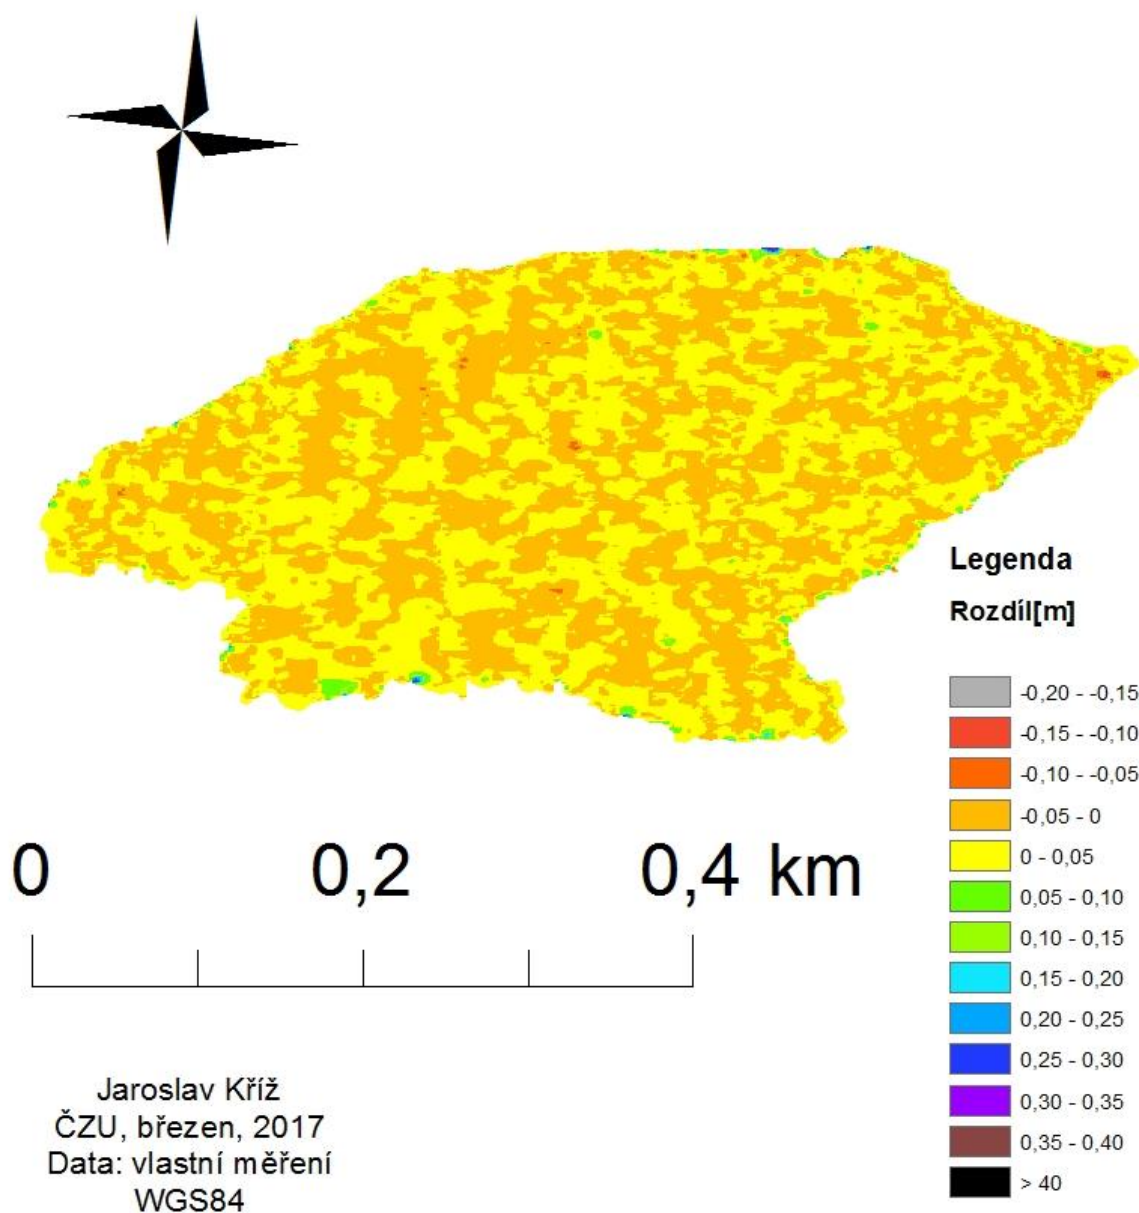 Legenda
Rozdíl[m]
-0,20 - -0,15
-0,15 - -0,10
-0,10 - -0,05
-0,05 - 0
0 - 0,05
0,05 - 0,10
0,10 - 0,15
0,15 - 0,20
0,20 - 0,25
0,25 - 0,30
0,30 - 0,35
0,35 - 0,40
> 40
0 0,2 0,4 km
Jaroslav Kříž
ČZU, březen, 2017
Data: vlastní měření
WGS84